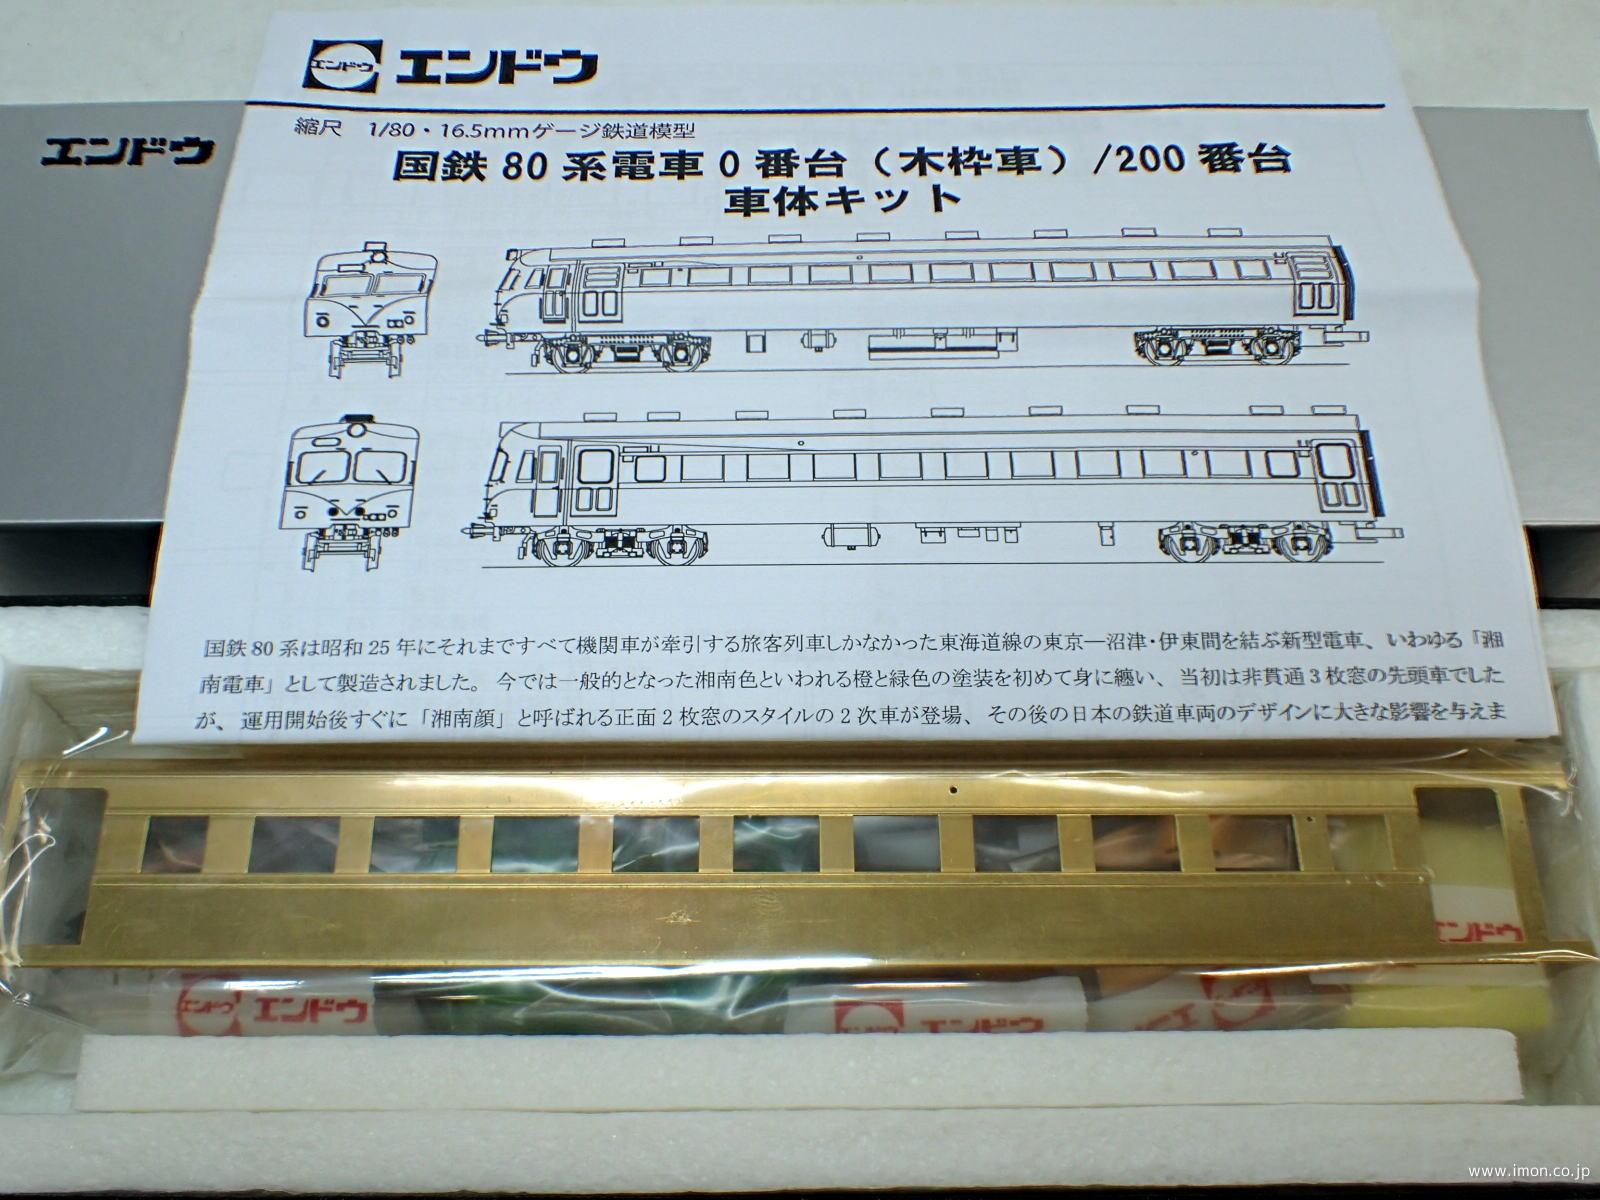 エンドウ エンドウ
エンドウ
縮尺 1/80・16.5mmゲージ鉄道模型
国鉄 80 系電車 0 番台（木枠車）/200 番台
車体キット
国鉄 80 系は昭和 25 年にそれまですべて機関車が牽引する旅客列車しかなかった東海道線の東京―沼津・伊東間を結ぶ新型電車、いわゆる「湘
南電車」として製造されました。今では一般的となった湘南色といわれる橙と緑色の塗装を初めて身に纏い、当初は非貫通 3 枚窓の先頭車でした
が、運用開始後すぐに「湘南顔」と呼ばれる正面 2 枚窓のスタイルの 2 次車が登場、その後の日本の鉄道車両のデザインに大きな影響を与えま
エンドウ
エンドウ エンドウ
エンドウ エンドウ
www.imon.co.jp